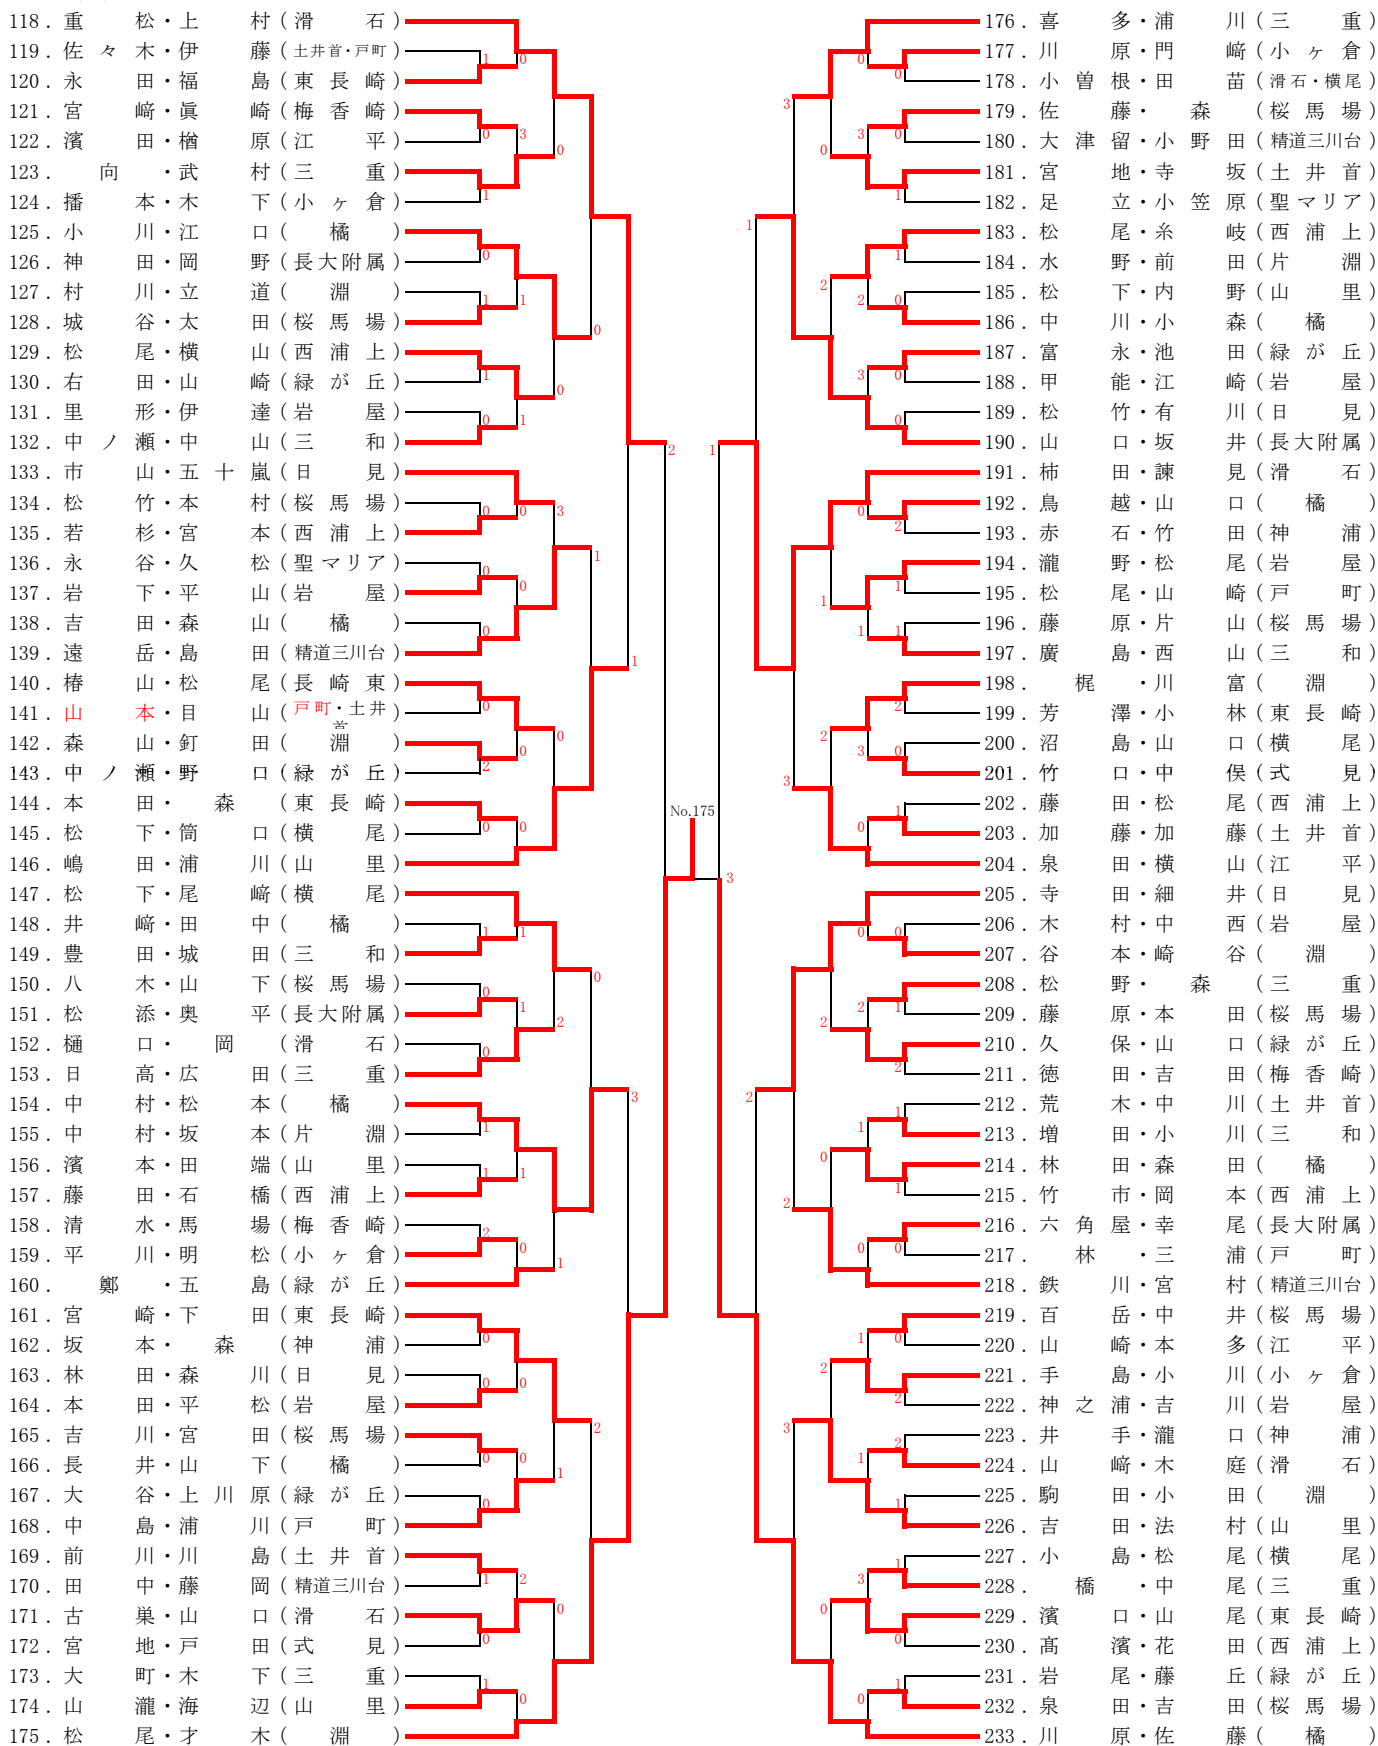 118. 重松・上村 (滑石)
119. 佐々木・伊藤 (土井首・戸町)
120. 永田・福島 (東長崎)
121. 宮﨑・眞崎 (梅香崎)
122. 濱田・楢原 (江平)
123. 向・武村 (三重)
124. 播本・木下 (小ヶ倉)
125. 小川・江口 (橘)
126. 神田・岡野 (長大附属)
127. 村川・立道 (淵)
128. 城谷・太田 (桜馬場)
129. 松尾・横山 (西浦上)
130. 右田・山崎 (緑が丘)
131. 里形・伊達 (岩屋)
132. 中ノ瀬・中山 (三和)
133. 市山・五十嵐 (日見)
134. 松竹・本村 (桜馬場)
135. 若杉・宮本 (西浦上)
136. 永谷・久松 (聖マリア)
137. 岩下・平山 (岩屋)
138. 吉田・森山 (橘)
139. 遠岳・島田 (精道三川台)
140. 椿山・松尾 (長崎東)
141. 山本・目山 (戸町・土井首)
142. 森山・釘田 (淵)
143. 中ノ瀬・野口 (緑が丘)
144. 本田・森 (東長崎)
145. 松下・筒口 (横尾)
146. 嶋田・浦川 (山里)
147. 松下・尾﨑 (横尾)
148. 井﨑・田中 (橘)
149. 豊田・城田 (三和)
150. 八木・山下 (桜馬場)
151. 松添・奥平 (長大附属)
152. 樋口・岡 (滑石)
153. 日高・広田 (三重)
154. 中村・松本 (橘)
155. 中村・坂本 (片淵)
156. 濱本・田端 (山里)
157. 藤田・石橋 (西浦上)
158. 清水・馬場 (梅香崎)
159. 平川・明松 (小ヶ倉)
160. 鄭・五島 (緑が丘)
161. 宮崎・下田 (東長崎)
162. 坂本・森 (神浦)
163. 林田・森川 (日見)
164. 本田・平松 (岩屋)
165. 吉川・宮田 (桜馬場)
166. 長井・山下 (橘)
167. 大谷・上川原 (緑が丘)
168. 中島・浦川 (戸町)
169. 前川・川島 (土井首)
170. 田中・藤岡 (精道三川台)
171. 古巣・山口 (滑石)
172. 宮地・戸田 (式見)
173. 大町・木下 (三重)
174. 山瀧・海辺 (山里)
175. 松尾・才木 (淵)
No.175
176. 喜多・浦川 (三重)
177. 川原・門﨑 (小ヶ倉)
178. 小曽根・田苗 (滑石・横尾)
179. 佐藤・森 (桜馬場)
180. 大津留・小野田 (精道三川台)
181. 宮地・寺坂 (土井首)
182. 足立・小笠原 (聖マリア)
183. 松尾・糸岐 (西浦上)
184. 水野・前田 (片淵)
185. 松下・内野 (山里)
186. 中川・小森 (橘)
187. 富永・池田 (緑が丘)
188. 甲能・江崎 (岩屋)
189. 松竹・有川 (日見)
190. 山口・坂井 (長大附属)
191. 柿田・諫見 (滑石)
192. 鳥越・山口 (橘)
193. 赤石・竹田 (神浦)
194. 瀧野・松尾 (岩屋)
195. 松尾・山崎 (戸町)
196. 藤原・片山 (桜馬場)
197. 廣島・西山 (三和)
198. 梶・川富 (淵)
199. 芳澤・小林 (東長崎)
200. 沼島・山口 (横尾)
201. 竹口・中俣 (式見)
202. 藤田・松尾 (西浦上)
203. 加藤・加藤 (土井首)
204. 泉田・横山 (江平)
205. 寺田・細井 (日見)
206. 木村・中西 (岩屋)
207. 谷本・崎谷 (淵)
208. 松野・森 (三重)
209. 藤原・本田 (桜馬場)
210. 久保・山口 (緑が丘)
211. 徳田・吉田 (梅香崎)
212. 荒木・中川 (土井首)
213. 増田・小川 (三和)
214. 林田・森田 (橘)
215. 竹市・岡本 (西浦上)
216. 六角屋・幸尾 (長大附属)
217. 林・三浦 (戸町)
218. 鉄川・宮村 (精道三川台)
219. 百岳・中井 (桜馬場)
220. 山崎・本多 (江平)
221. 手島・小川 (小ヶ倉)
222. 神之浦・吉川 (岩屋)
223. 井手・瀧口 (神浦)
224. 山﨑・木庭 (滑石)
225. 駒田・小田 (淵)
226. 吉田・法村 (山里)
227. 小島・松尾 (横尾)
228. 橋・中尾 (三重)
229. 濱口・山尾 (東長崎)
230. 髙濱・花田 (西浦上)
231. 岩尾・藤丘 (緑が丘)
232. 泉田・吉田 (桜馬場)
233. 川原・佐藤 (橘)